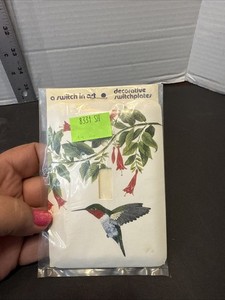 a switch in art
decorative
switchplates